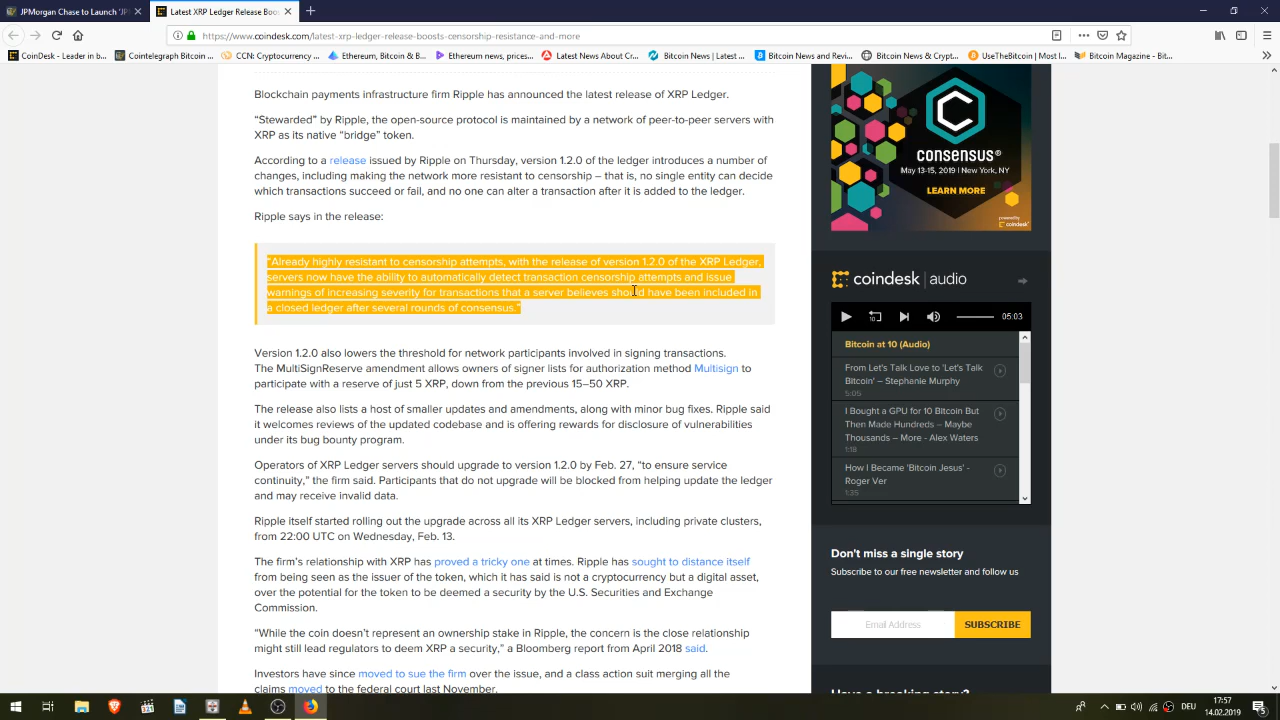 JPMorgan Chase to Launch 'JP
Latest XRP Ledger Release Boos
https://www.coindesk.com/latest-xrp-ledger-release-boosts-censorship-resistance-and-more
CoinDesk - Leader in b...
Cointelegraph Bitcoin ...
CCN: Cryptocurrency ...
Ethereum, Bitcoin & B...
Ethereum news, prices...
Latest News About Cr...
Bitcoin News | Latest ...
Bitcoin News and Revi...
Bitcoin News & Crypt...
UseTheBitcoin | Most I...
Bitcoin Magazine - Bit...
Blockchain payments infrastructure firm Ripple has announced the latest release of XRP Ledger.
“Stewarded” by Ripple, the open-source protocol is maintained by a network of peer-to-peer servers with
XRP as its native “bridge” token.
According to a release issued by Ripple on Thursday, version 1.2.0 of the ledger introduces a number of
changes, including making the network more resistant to censorship – that is, no single entity can decide
which transactions succeed or fail, and no one can alter a transaction after it is added to the ledger.
Ripple says in the release:
“Already highly resistant to censorship attempts, with the release of version 1.2.0 of the XRP Ledger,
servers now have the ability to automatically detect transaction censorship attempts and issue
warnings of increasing severity for transactions that a server believes should have been included in
a closed ledger after several rounds of consensus.”
Version 1.2.0 also lowers the threshold for network participants involved in signing transactions.
The MultiSignReserve amendment allows owners of signer lists for authorization method Multisign to
participate with a reserve of just 5 XRP, down from the previous 15–50 XRP.
The release also lists a host of smaller updates and amendments, along with minor bug fixes. Ripple said
it welcomes reviews of the updated codebase and is offering rewards for disclosure of vulnerabilities
under its bug bounty program.
Operators of XRP Ledger servers should upgrade to version 1.2.0 by Feb. 27, “to ensure service
continuity,” the firm said. Participants that do not upgrade will be blocked from helping update the ledger
and may receive invalid data.
Ripple itself started rolling out the upgrade across all its XRP Ledger servers, including private clusters,
from 22:00 UTC on Wednesday, Feb. 13.
The firm’s relationship with XRP has proved a tricky one at times. Ripple has sought to distance itself
from being seen as the issuer of the token, which it has said is not a cryptocurrency but a digital asset,
over the potential for the token to be deemed a security by the U.S. Securities and Exchange
Commission.
“While the coin doesn’t represent an ownership stake in Ripple, the concern is the close relationship
might still lead regulators to deem XRP a security,” a Bloomberg report from April 2018 said.
Investors have since moved to sue the firm over the issue, and a class action suit merging all the
claims moved to the federal court last November.
CONSENSUS®
May 13-15, 2019 | New York, NY
LEARN MORE
powered by
coindesk
coindesk | audio
10
05:03
Bitcoin at 10 (Audio)
From Let's Talk Love to 'Let's Talk
Bitcoin' – Stephanie Murphy
5:05
I Bought a GPU for 10 Bitcoin But
Then Made Hundreds – Maybe
Thousands – More - Alex Waters
1:18
How I Became 'Bitcoin Jesus' -
Roger Ver
1:35
Don't miss a single story
Subscribe to our free newsletter and follow us
Email Address
SUBSCRIBE
Have a breaking story?
DEU
17:57
14.02.2019
5